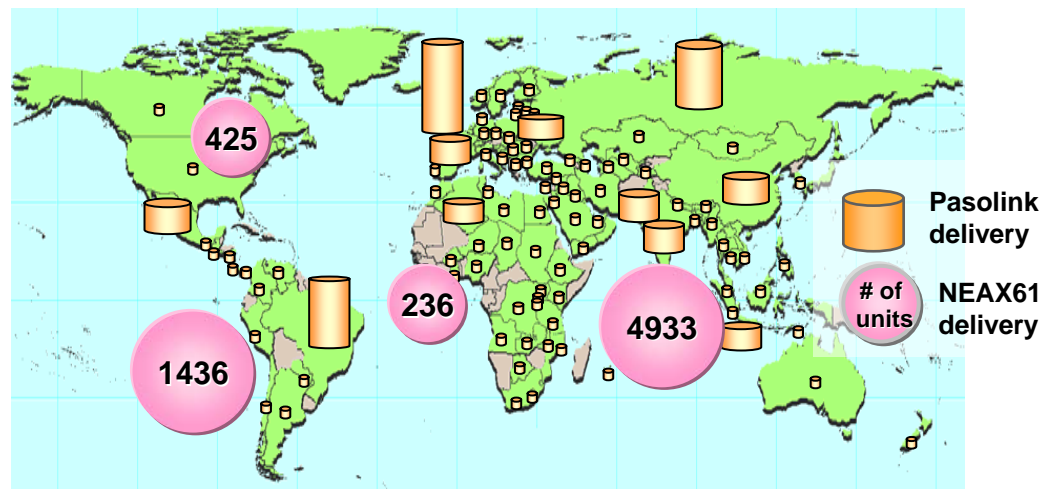 425
1436
236
4933
Pasolink
delivery
# of
units
NEAX61
delivery